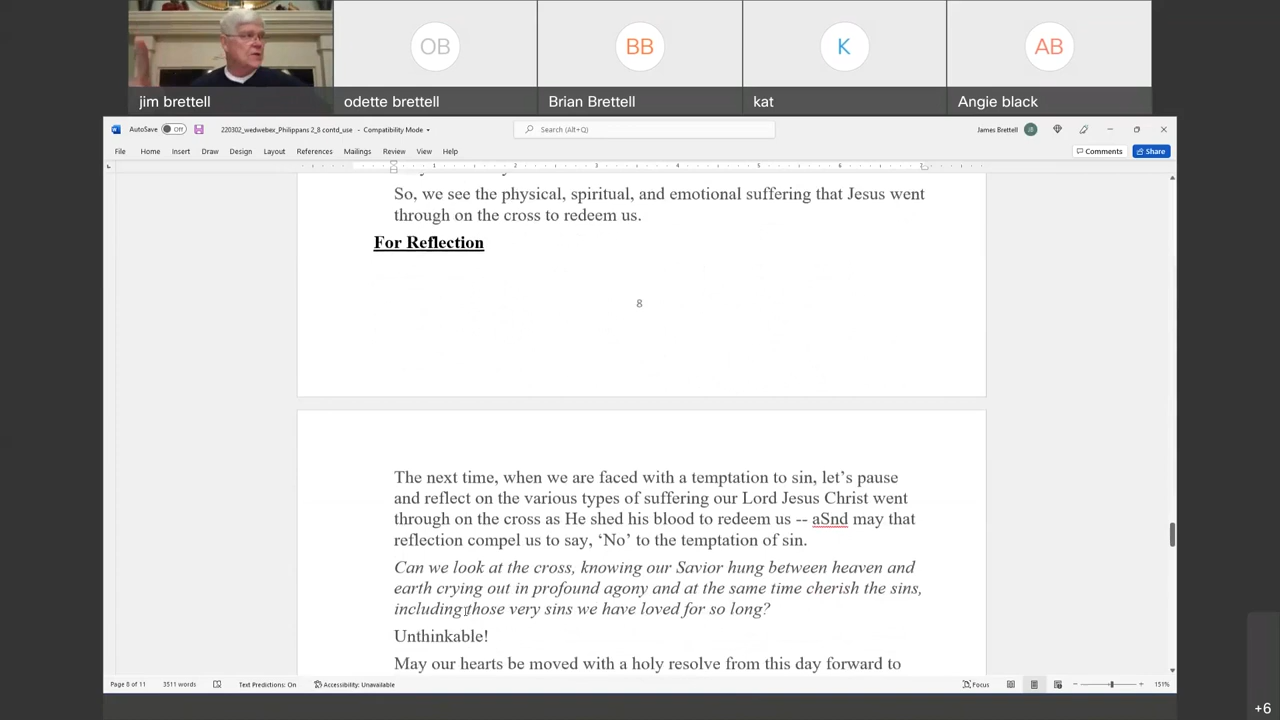 OB
BB
K
AB
jim brettell
odette brettell
Brian Brettell
kat
Angie black
AutoSave Off
220302_wedwebex_Philippans 2_8 contd_use - Compatibility Mode
Search (Alt+Q)
James Brettell
JB
File Home Insert Draw Design Layout References Mailings Review View Help
Comments
Share
So, we see the physical, spiritual, and emotional suffering that Jesus went
through on the cross to redeem us.
For Reflection
8
The next time, when we are faced with a temptation to sin, let’s pause
and reflect on the various types of suffering our Lord Jesus Christ went
through on the cross as He shed his blood to redeem us -- aSnd may that
reflection compel us to say, ‘No’ to the temptation of sin.
Can we look at the cross, knowing our Savior hung between heaven and
earth crying out in profound agony and at the same time cherish the sins,
including those very sins we have loved for so long?
Unthinkable!
May our hearts be moved with a holy resolve from this day forward to
Page 8 of 11 3511 words Text Predictions: On Accessibility: Unavailable Focus 151%
+6